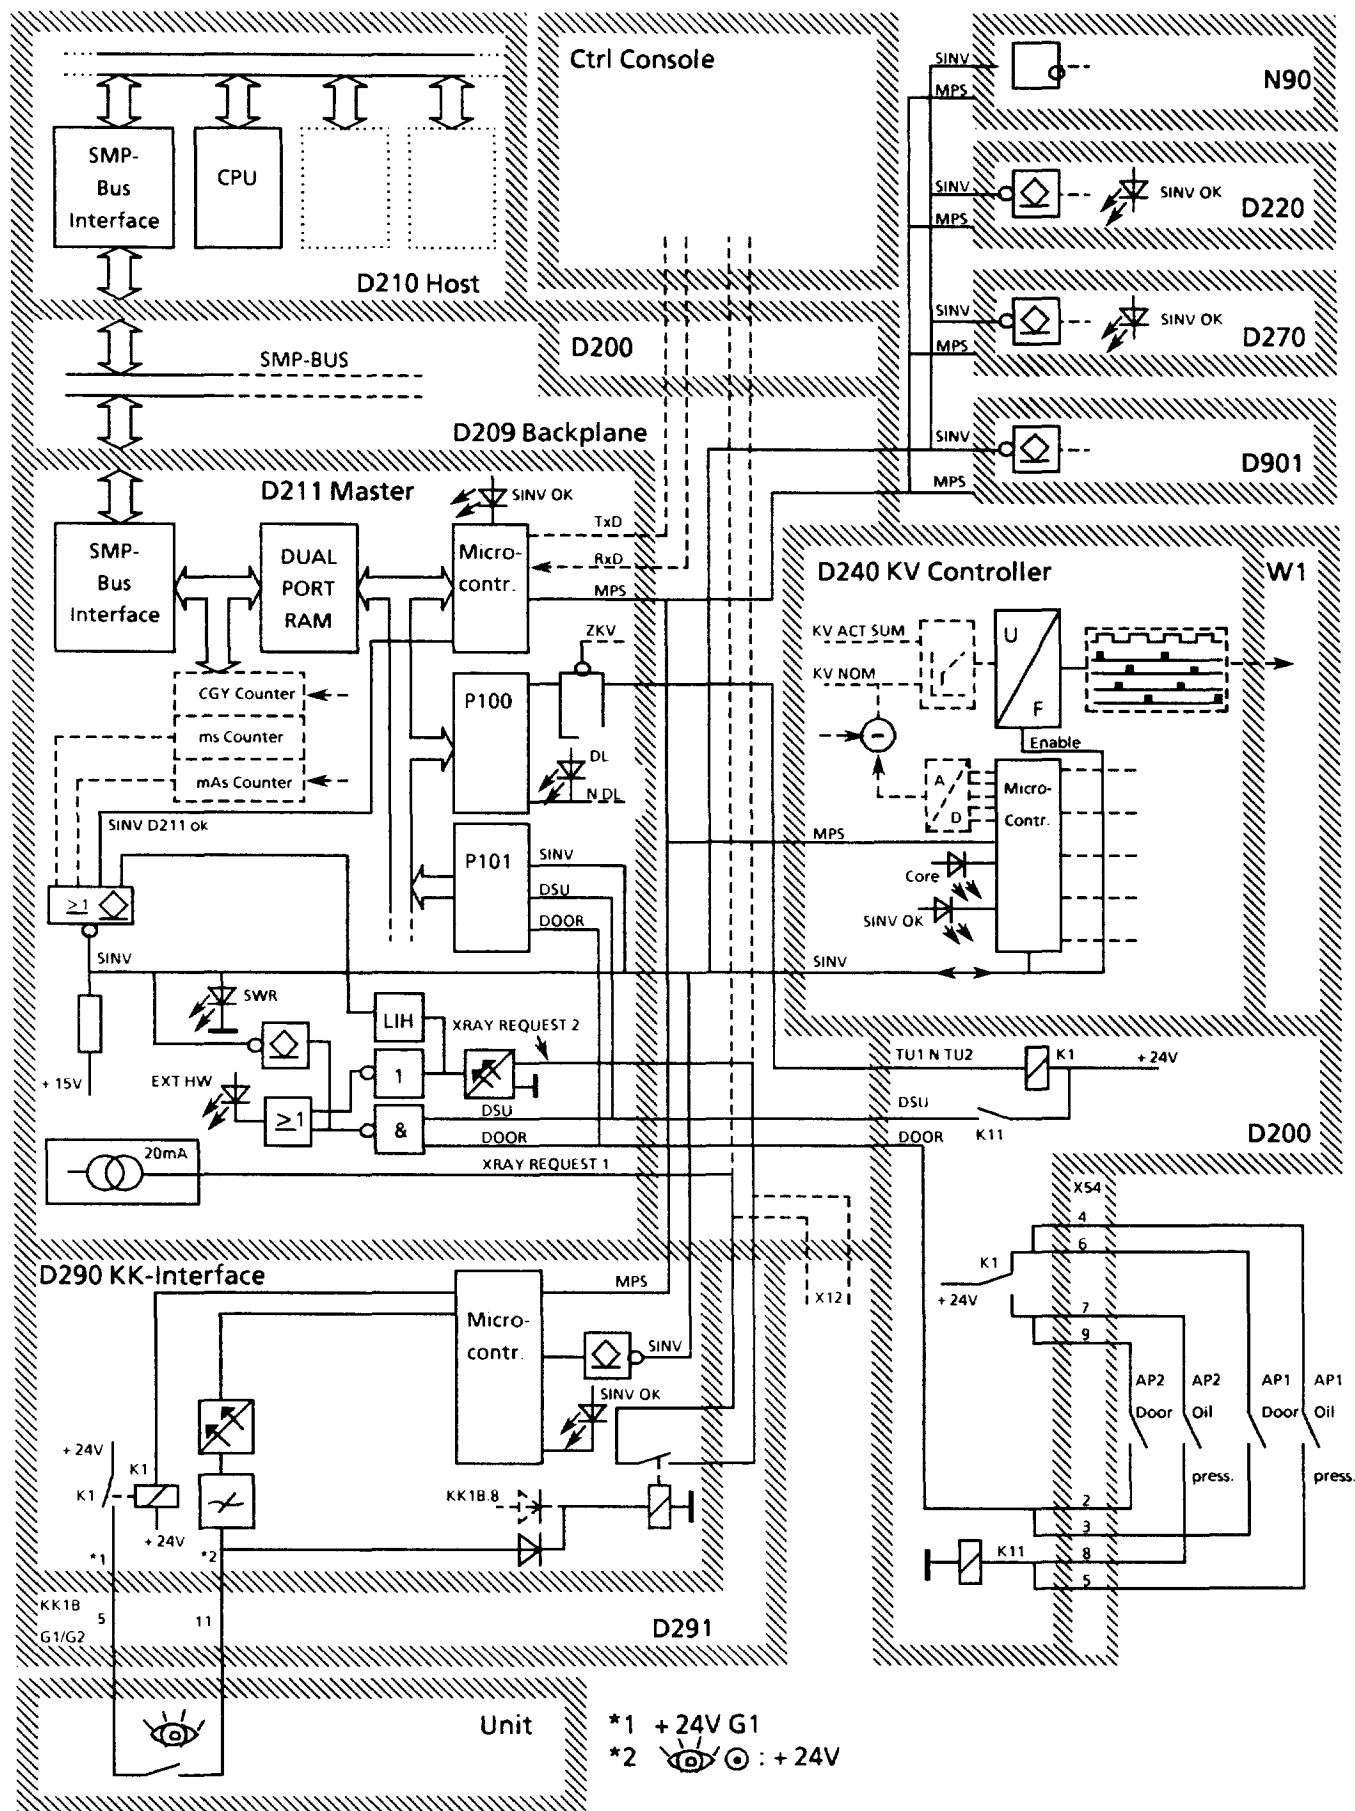 SMP-
Bus
Interface
CPU
D210 Host
Ctrl Console
D200
SINV
MPS
N90
SINV
MPS
SINV OK
D220
SINV
MPS
SINV OK
D270
SINV
MPS
D901
SMP-BUS
D209 Backplane
D211 Master
SINV OK
SMP-
Bus
Interface
DUAL
PORT
RAM
Micro-
contr.
TxD
RxD
MPS
ZKV
P100
DL
N DL
CGY Counter
ms Counter
mAs Counter
SINV D211 ok
P101
SINV
DSU
DOOR
≥1
SINV
SWR
+ 15V
EXT HW
≥1
LIH
1
&
XRAY REQUEST 2
DSU
DOOR
20mA
XRAY REQUEST 1
D240 KV Controller
W1
KV ACT SUM
KV NOM
U
F
Enable
A
D
Micro-
Contr.
MPS
Core
SINV OK
SINV
TU1 N TU2
K1
+ 24V
DSU
K11
DOOR
D200
X54
4
6
K1
+ 24V
7
9
AP2
Door
AP2
Oil
press.
AP1
Door
AP1
Oil
press.
2
3
K11
8
5
X12
D290 KK-Interface
MPS
Micro-
contr.
SINV
SINV OK
+ 24V
K1
K1
+ 24V
KK1B.8
*1
*2
KK1B
G1/G2
5
11
D291
Unit
*1 + 24V G1
*2 : + 24V